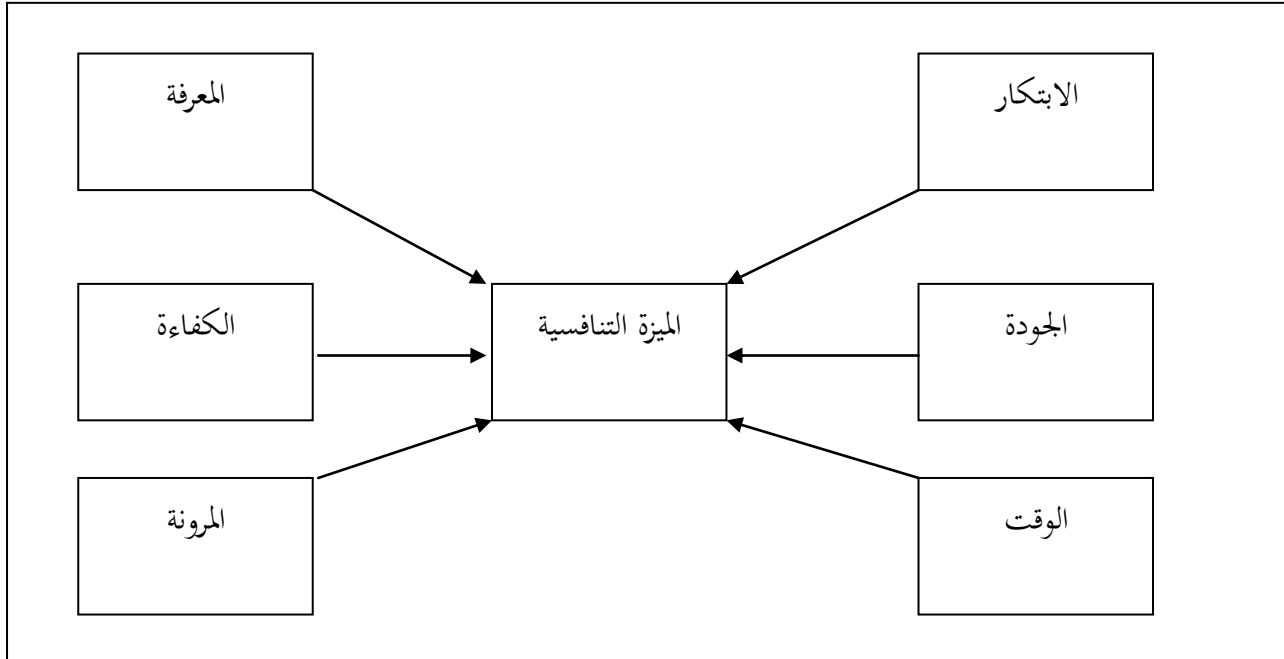 الابتكار
المعرفة
الجودة
الميزة التنافسية
الكفاءة
الوقت
المرونة